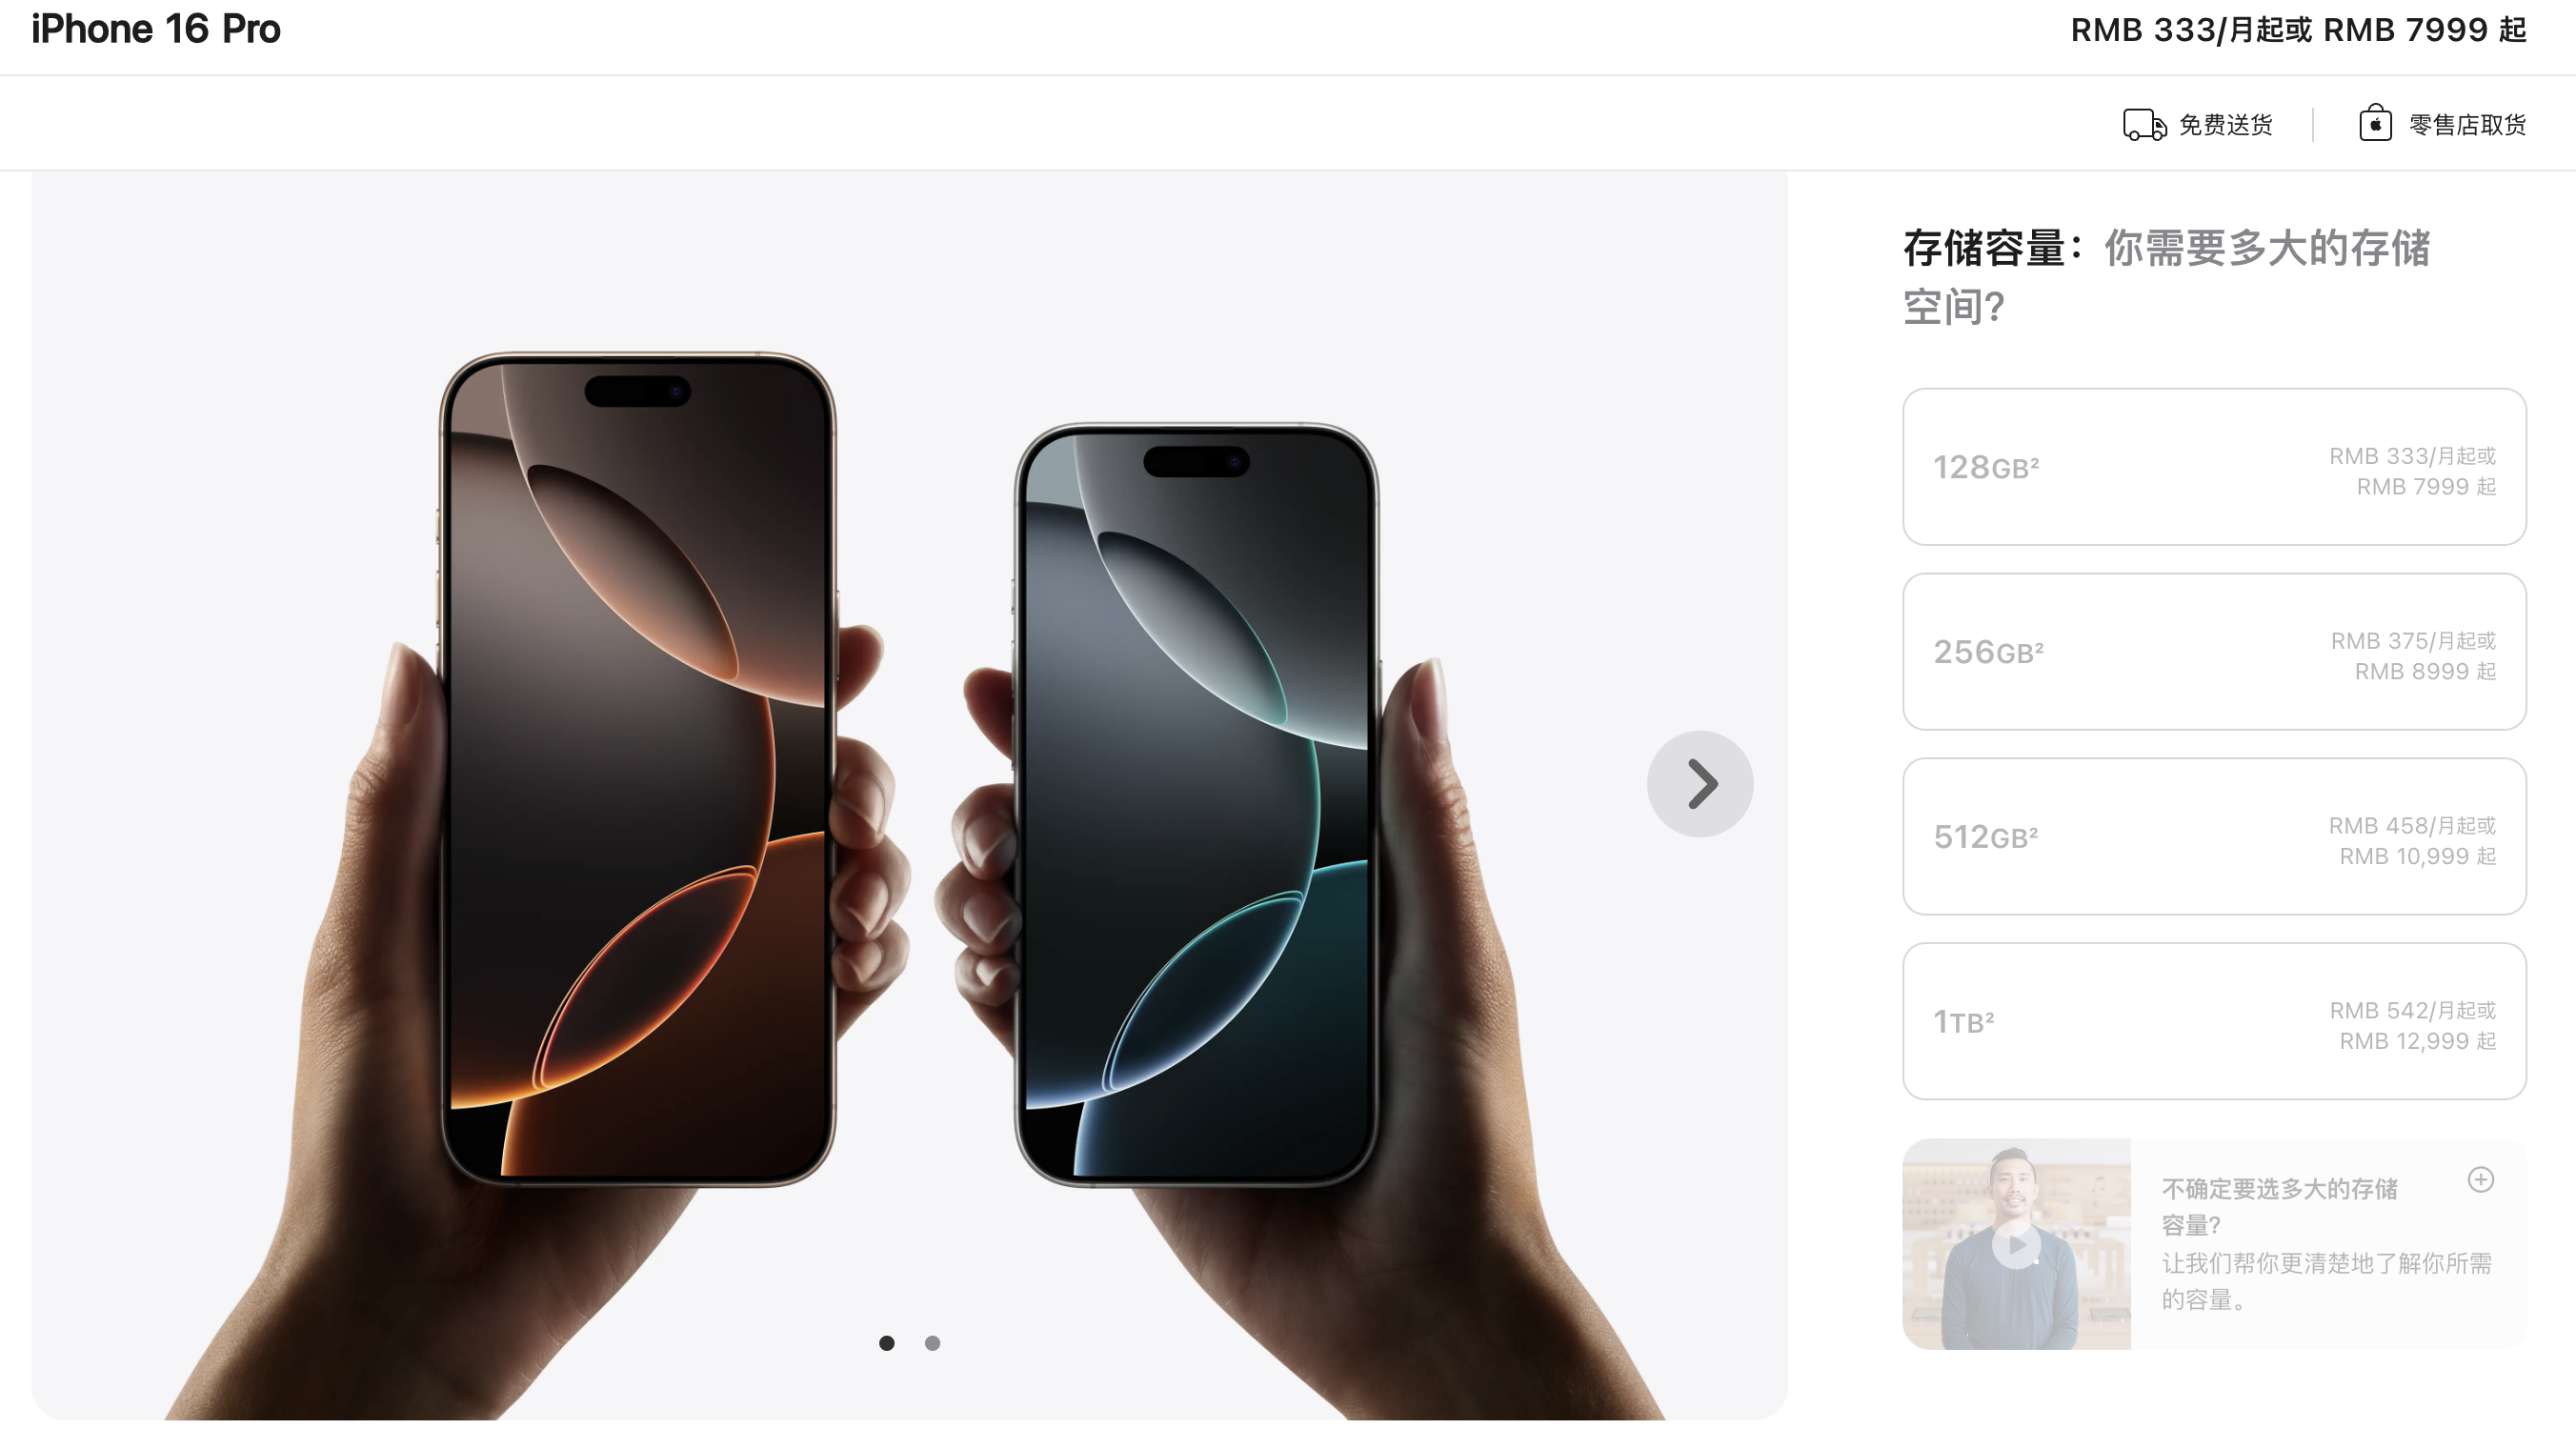 iPhone 16 Pro
RMB 333/月起或 RMB 7999 起
免费送货
零售店取货
存储容量：你需要多大的存储
空间？
128GB²
RMB 333/月起或
RMB 7999 起
256GB²
RMB 375/月起或
RMB 8999 起
512GB²
RMB 458/月起或
RMB 10,999 起
1TB²
RMB 542/月起或
RMB 12,999 起
不确定要选多大的存储
容量？
让我们帮你更清楚地了解你所需
的容量。